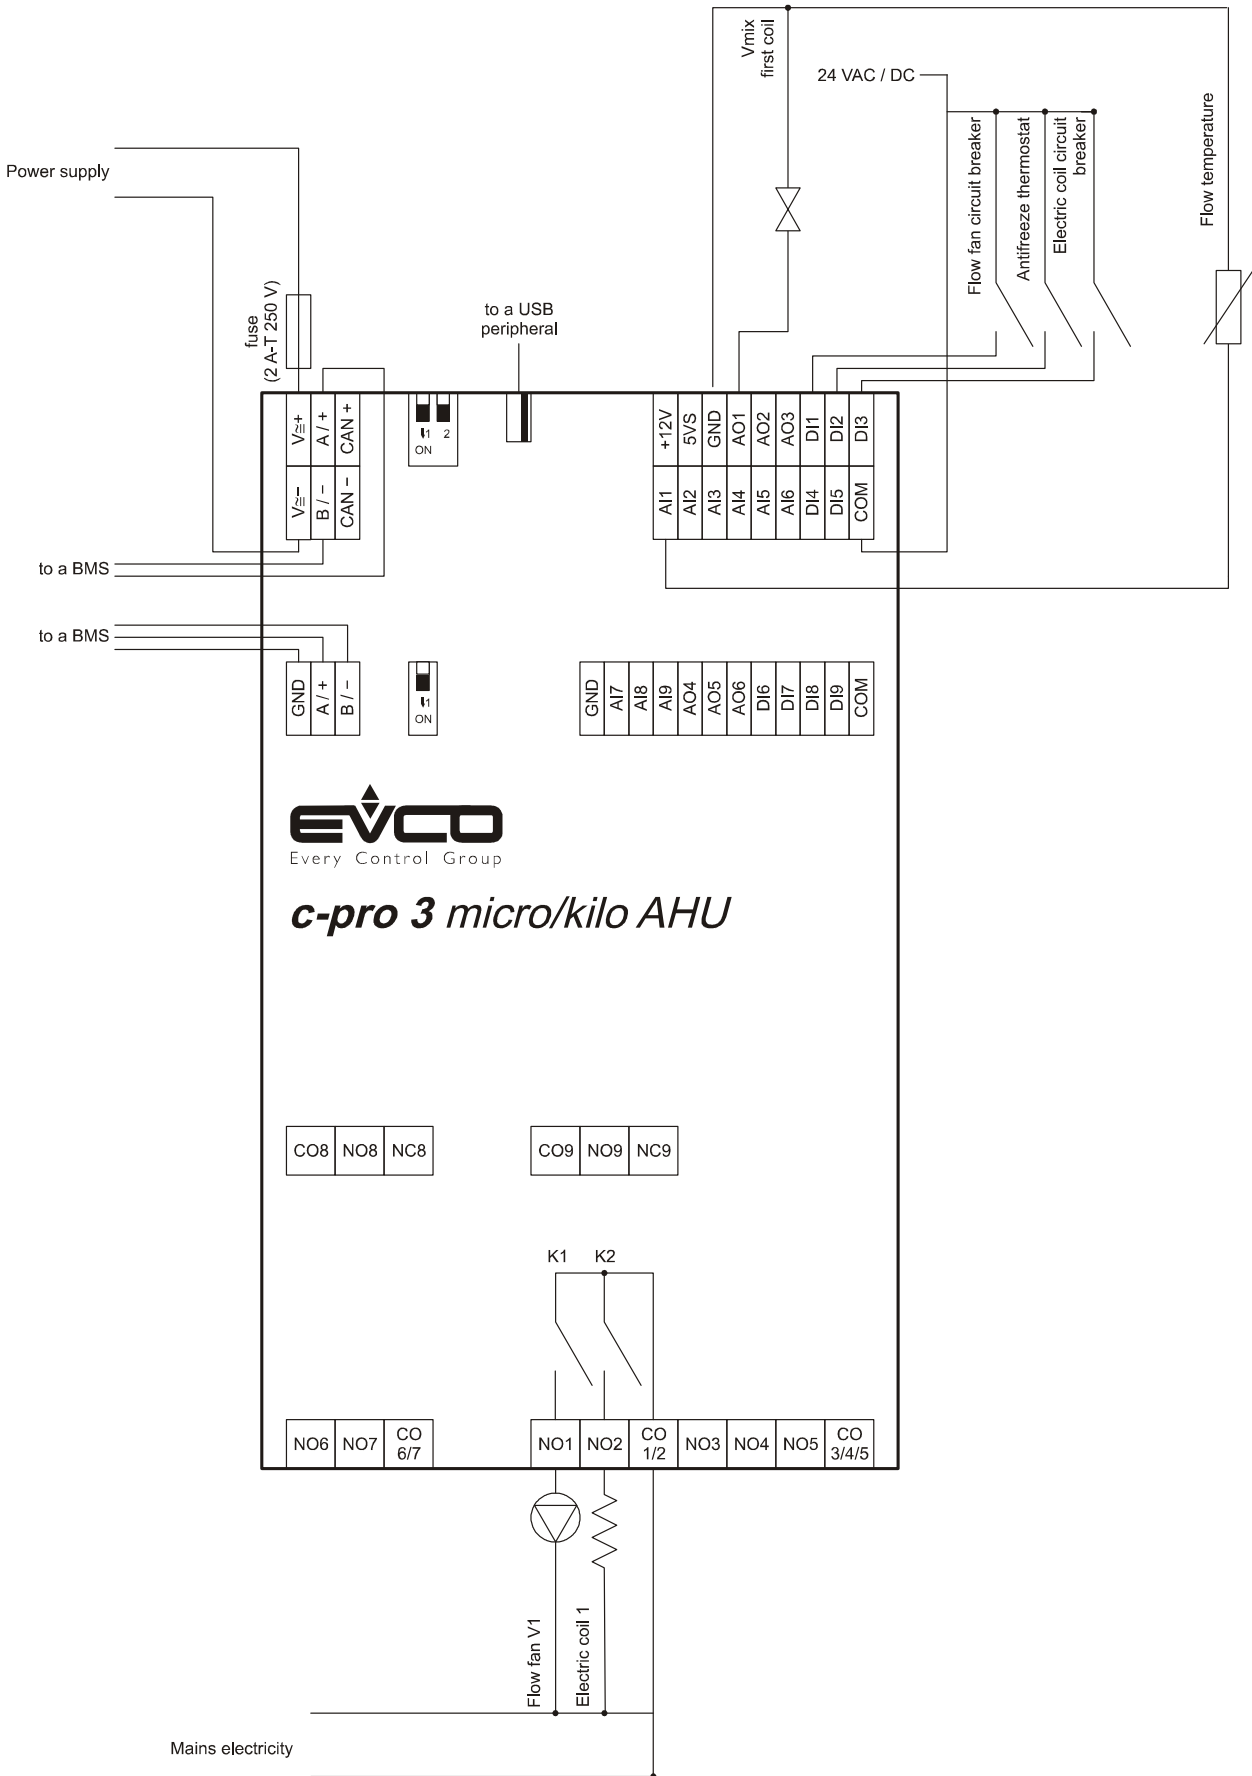 Vmix
first coil
24 VAC / DC
Flow fan circuit breaker
Antifreeze thermostat
Electric coil circuit
breaker
Flow temperature
Power supply
fuse
(2 A-T 250 V)
to a USB
peripheral
V≂+
A / +
CAN +
1
2
ON
+12V
5VS
GND
AO1
AO2
AO3
DI1
DI2
DI3
V≂−
B / −
CAN −
AI1
AI2
AI3
AI4
AI5
AI6
DI4
DI5
COM
to a BMS
to a BMS
GND
A / +
B / −
1
ON
GND
AI7
AI8
AI9
AO4
AO5
AO6
DI6
DI7
DI8
DI9
COM
EVCO
Every Control Group
c-pro 3 micro/kilo AHU
CO8
NO8
NC8
CO9
NO9
NC9
K1
K2
NO6
NO7
CO
6/7
NO1
NO2
CO
1/2
NO3
NO4
NO5
CO
3/4/5
Flow fan V1
Electric coil 1
Mains electricity